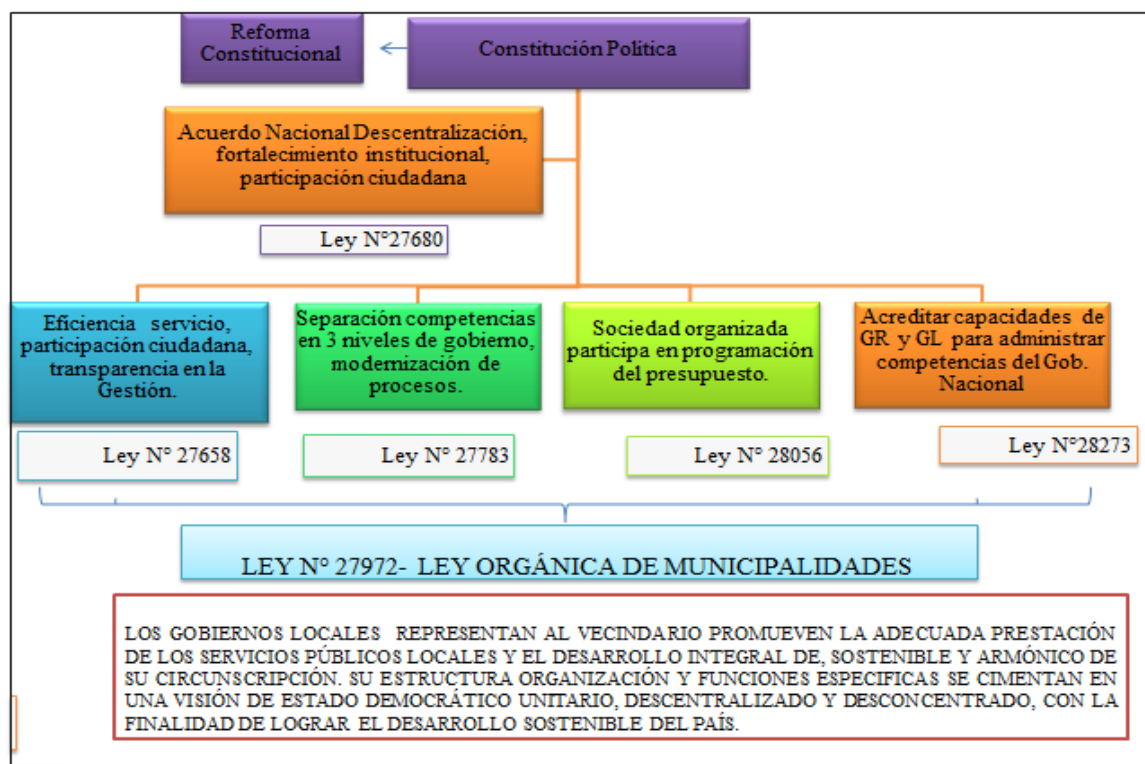 Reforma
Constitucional
Constitución Política
Acuerdo Nacional Descentralización,
fortalecimiento institucional,
participación ciudadana
Ley N°27680
Eficiencia servicio,
participación ciudadana,
transparencia en la
Gestión.
Separación competencias
en 3 niveles de gobierno,
modernización de
procesos.
Sociedad organizada
participa en programación
del presupuesto.
Acreditar capacidades de
GR y GL para administrar
competencias del Gob.
Nacional
Ley N° 27658
Ley N° 27783
Ley N° 28056
Ley N°28273
LEY N° 27972- LEY ORGÁNICA DE MUNICIPALIDADES
LOS GOBIERNOS LOCALES REPRESENTAN AL VECINDARIO PROMUEVEN LA ADECUADA PRESTACIÓN
DE LOS SERVICIOS PÚBLICOS LOCALES Y EL DESARROLLO INTEGRAL DE, SOSTENIBLE Y ARMÓNICO DE
SU CIRCUNSCRIPCIÓN. SU ESTRUCTURA ORGANIZACIÓN Y FUNCIONES ESPECIFICAS SE CIMENTAN EN
UNA VISIÓN DE ESTADO DEMOCRÁTICO UNITARIO, DESCENTRALIZADO Y DESCONCENTRADO, CON LA
FINALIDAD DE LOGRAR EL DESARROLLO SOSTENIBLE DEL PAÍS.